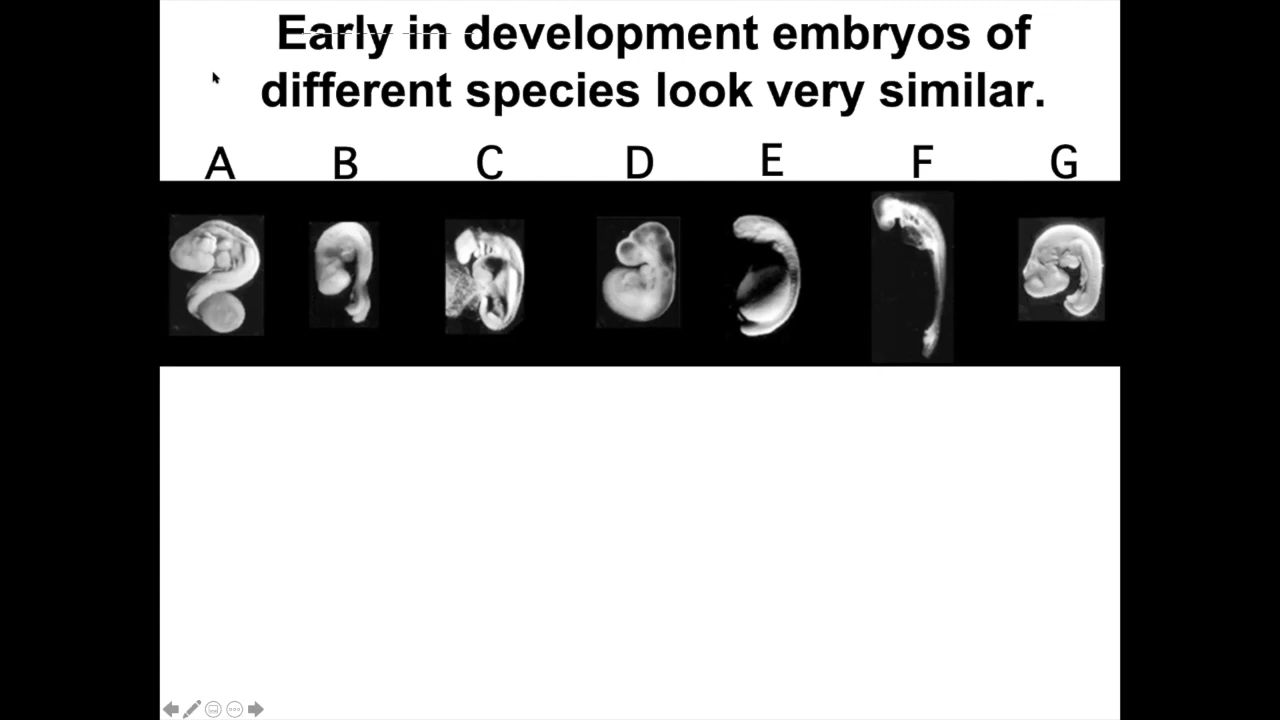 Early in development embryos of
different species look very similar.
A B C D E F G